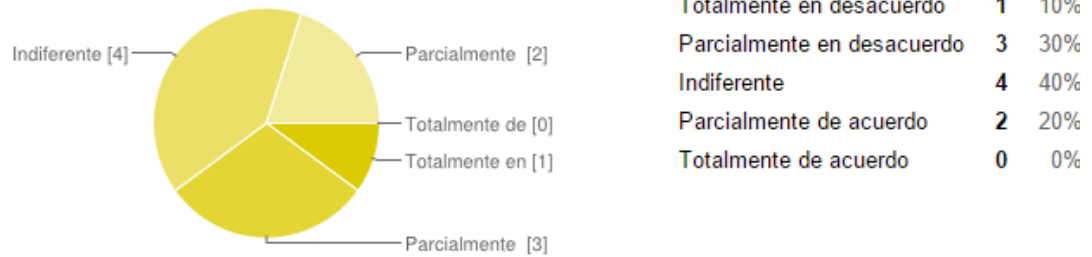 Indiferente [4]
Parcialmente [2]
Totalmente de [0]
Totalmente en [1]
Parcialmente [3]
Totalmente en desacuerdo 1 10%
Parcialmente en desacuerdo 3 30%
Indiferente 4 40%
Parcialmente de acuerdo 2 20%
Totalmente de acuerdo 0 0%